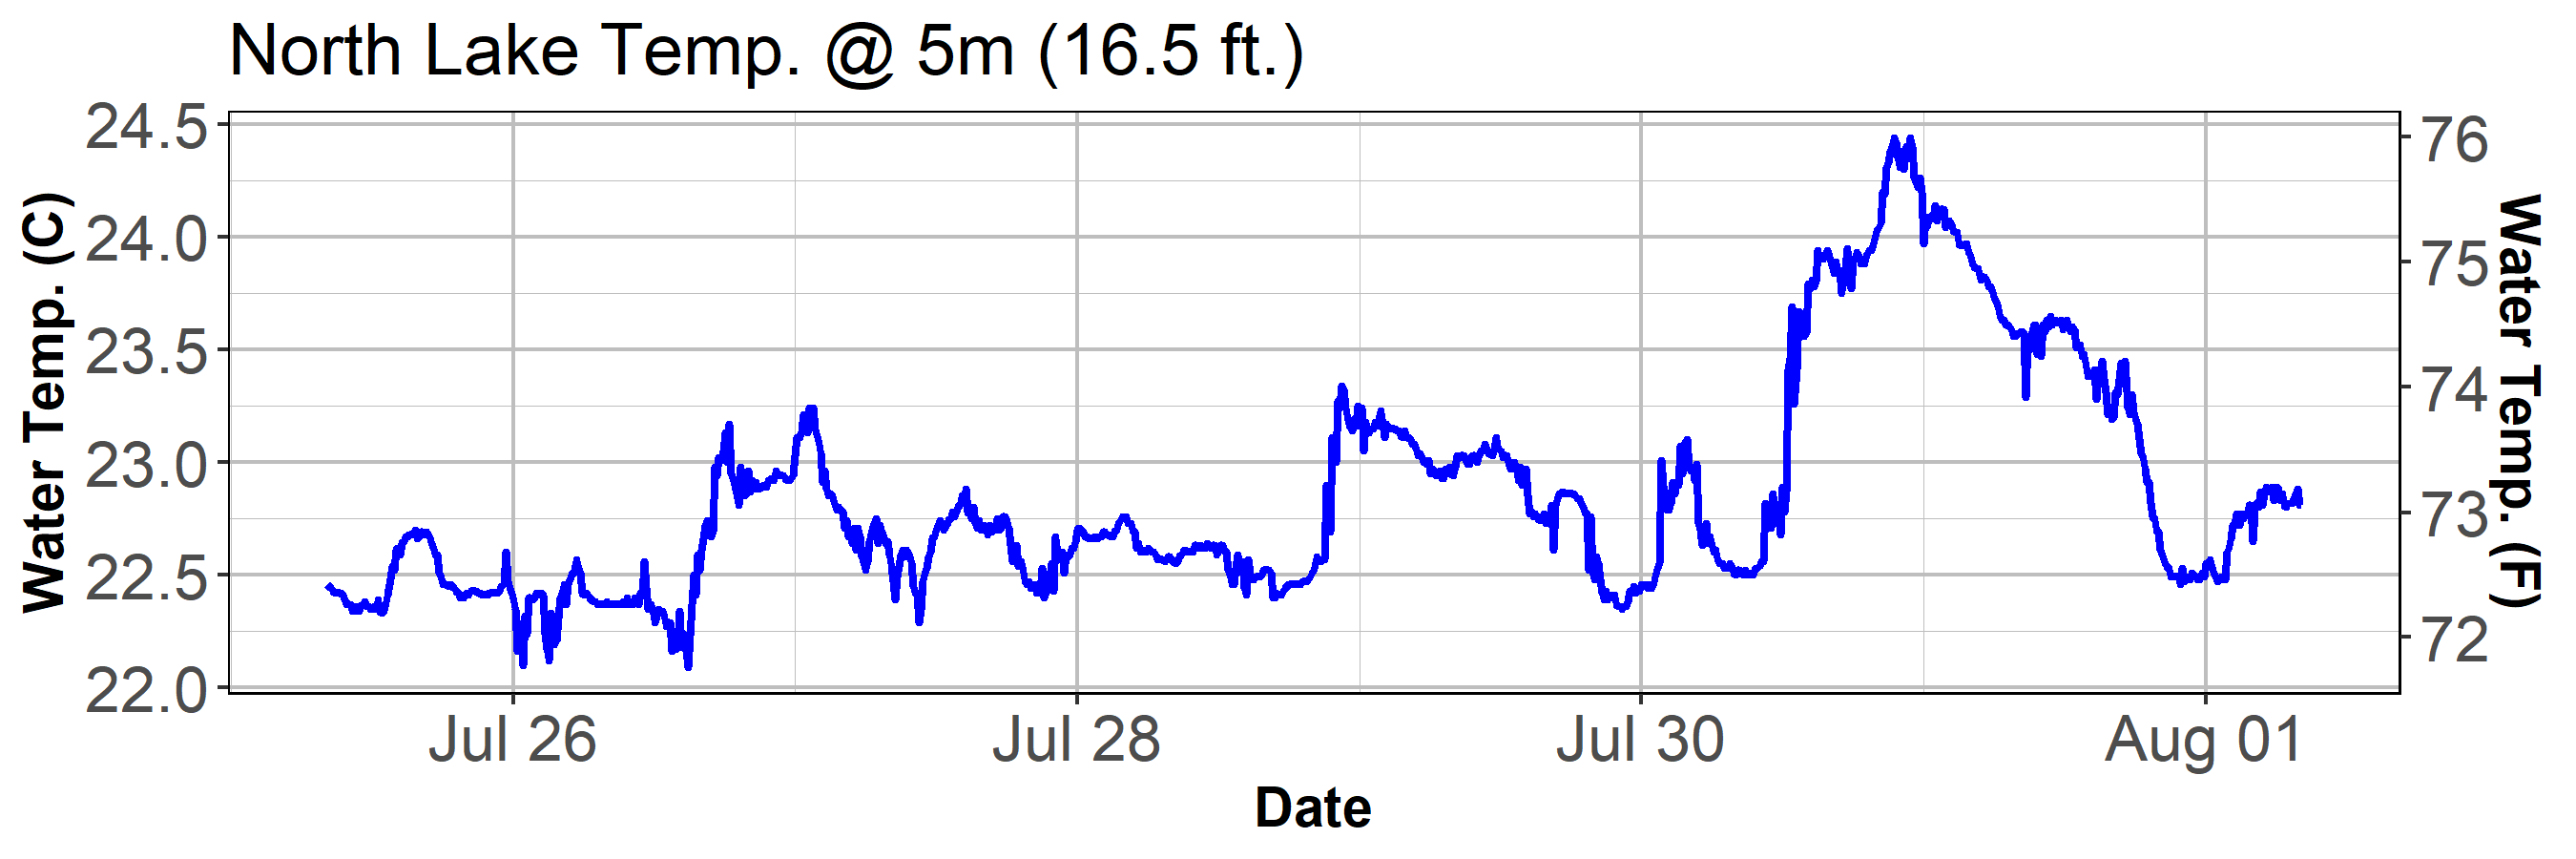 North Lake Temp. @ 5m (16.5 ft.)
Water Temp. (C)
24.5
24.0
23.5
23.0
22.5
22.0
76
75
74
73
72
Water Temp. (F)
Jul 26 Jul 28 Jul 30 Aug 01
Date